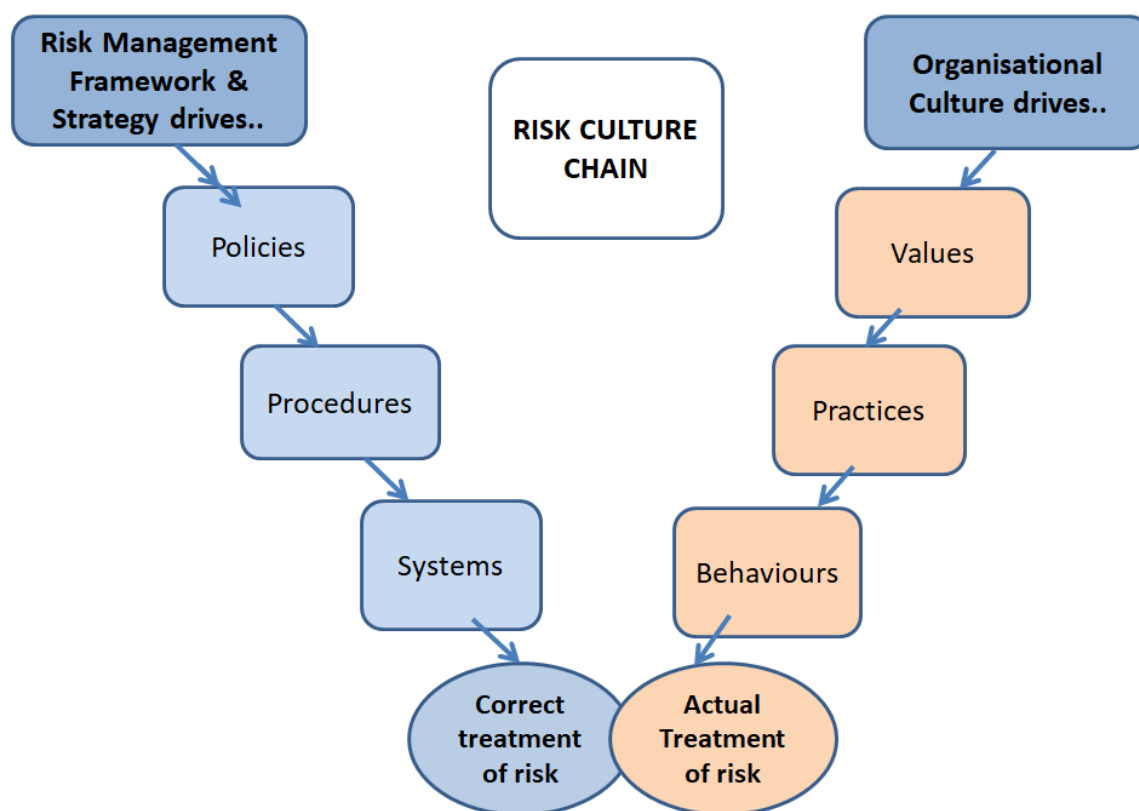 Risk Management
Framework &
Strategy drives..
RISK CULTURE
CHAIN
Organisational
Culture drives..
Policies
Values
Procedures
Practices
Systems
Behaviours
Correct
treatment
of risk
Actual
Treatment
of risk